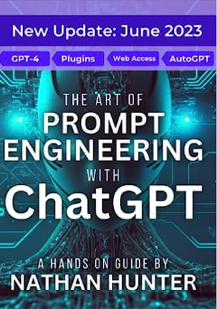 New Update: June 2023
GPT-4 Plugins Web Access AutoGPT
THE ART OF
PROMPT
ENGINEERING
WITH
ChatGPT
A HANDS ON GUIDE BY
NATHAN HUNTER